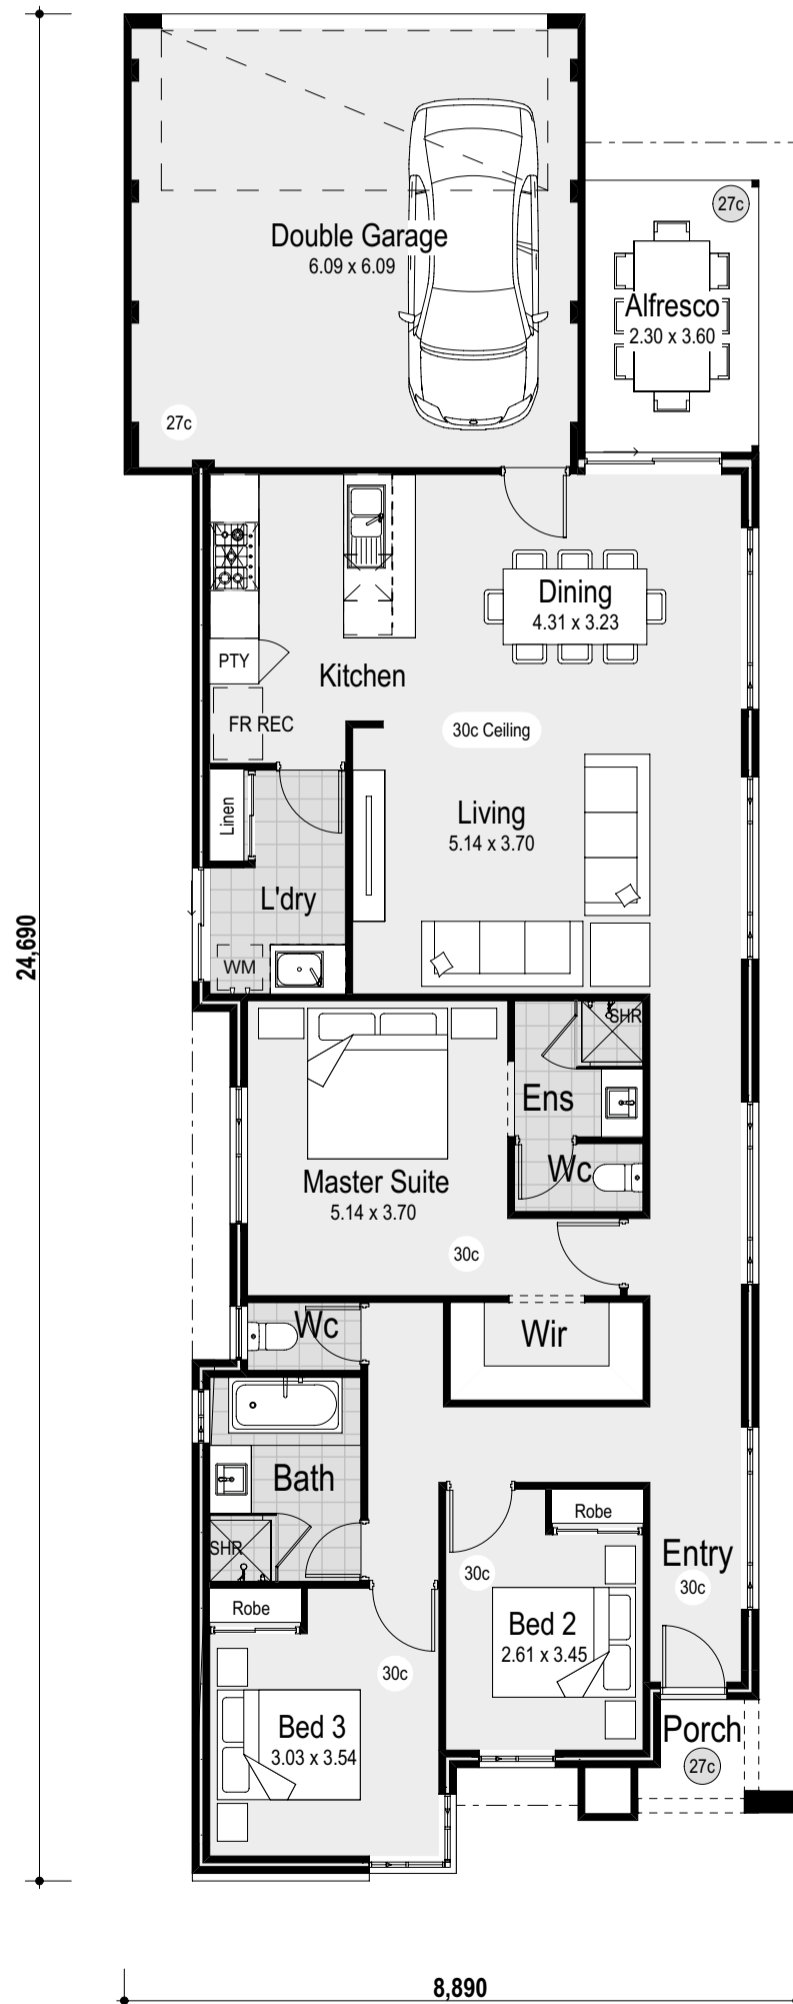 27c
Double Garage
6.09 x 6.09
Alfresco
2.30 x 3.60
27c
Dining
4.31 x 3.23
PTY
Kitchen
FR REC
30c Ceiling
Linen
Living
5.14 x 3.70
L'dry
24,690
WM
SHR
Ens
Wc
Master Suite
5.14 x 3.70
30c
Wc
Wir
Bath
Robe
SHR
Entry
30c
30c
Robe
Bed 2
2.61 x 3.45
30c
Bed 3
3.03 x 3.54
Porch
27c
8,890